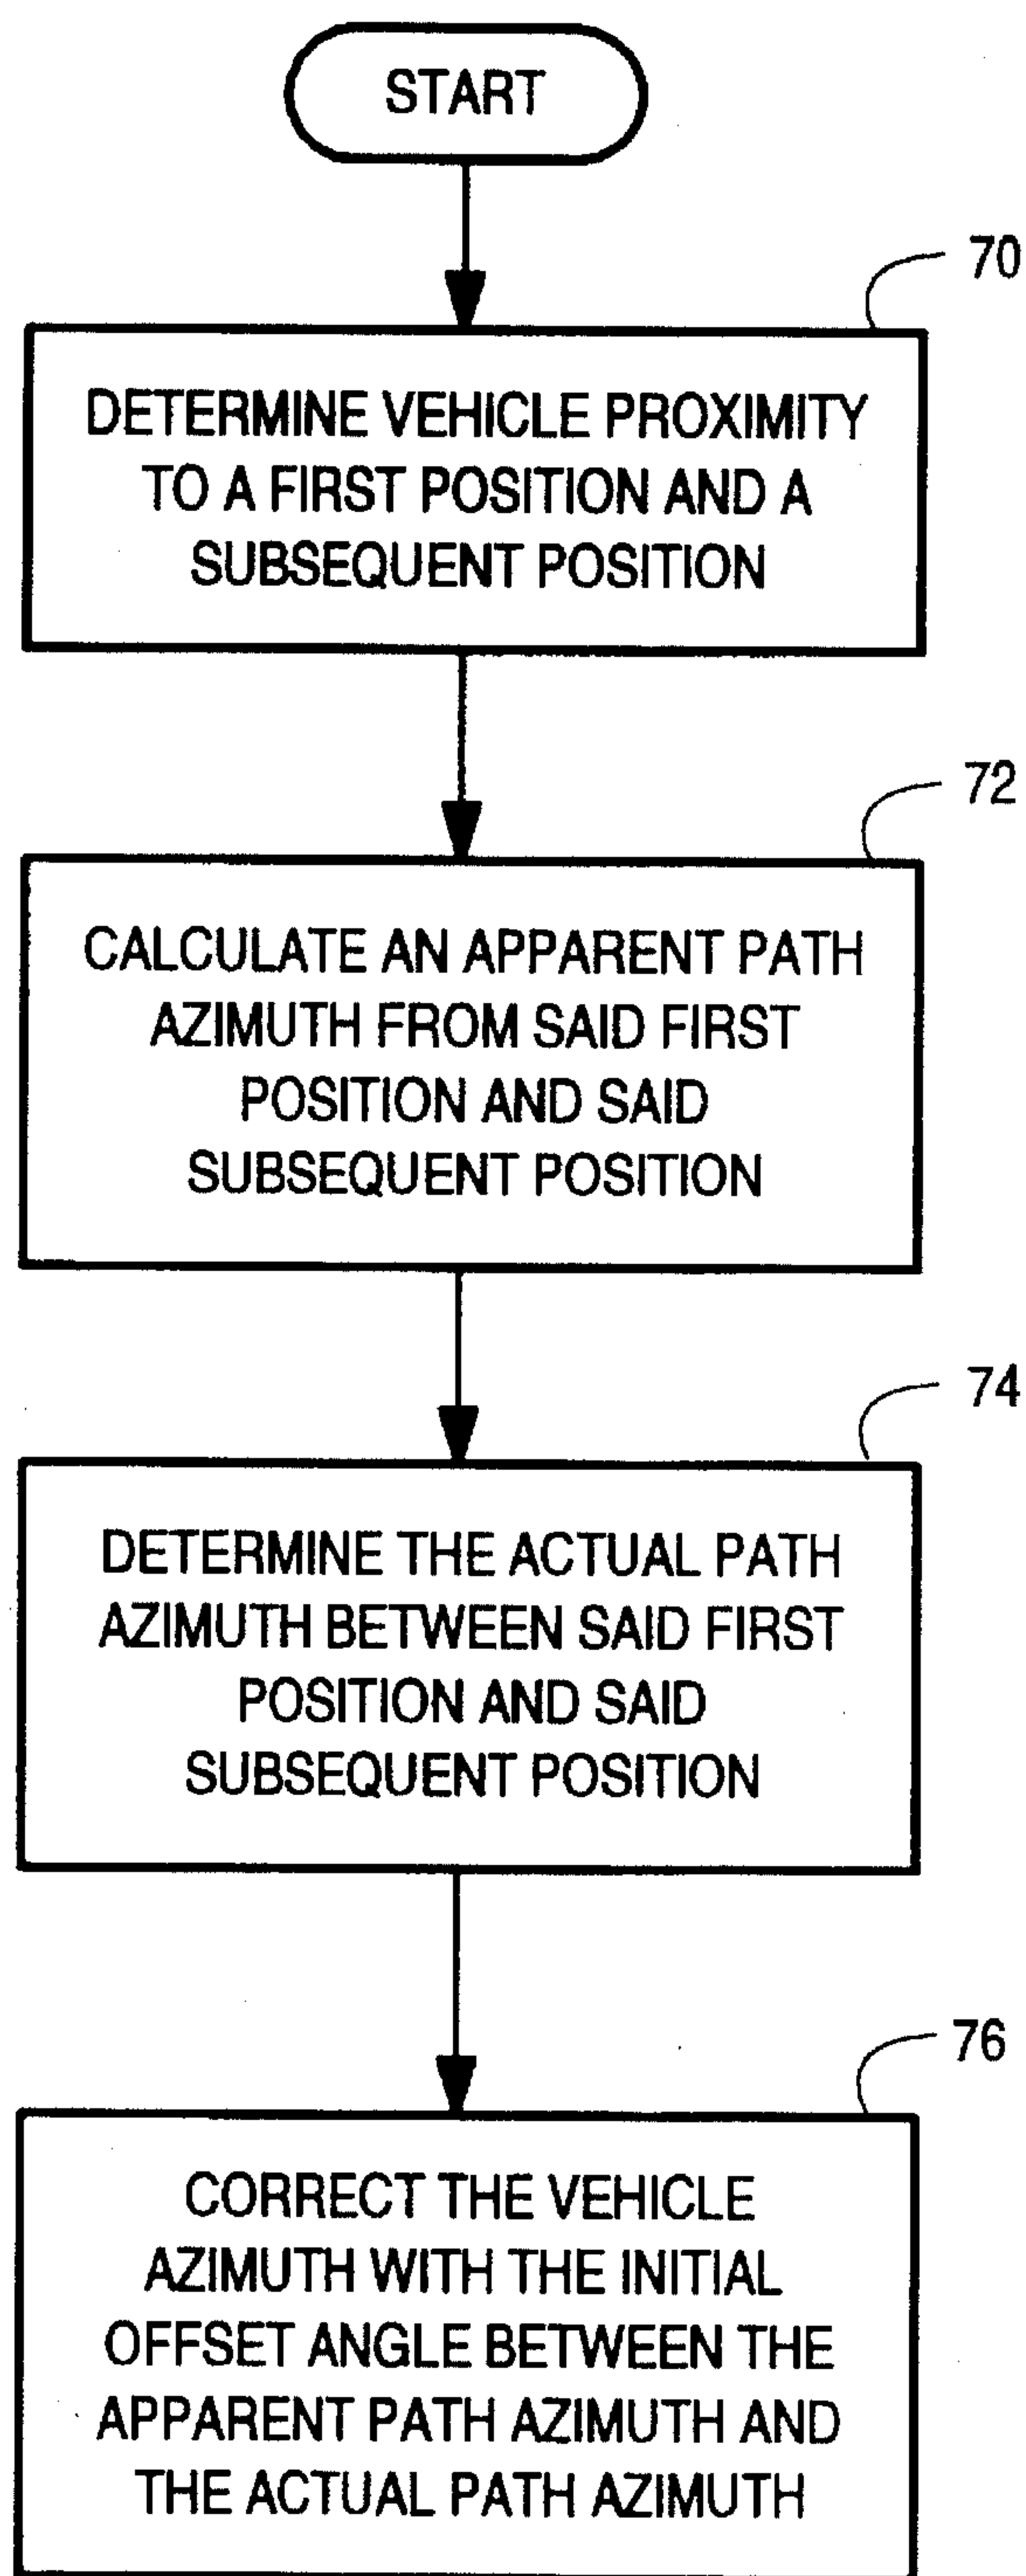 START
70
DETERMINE VEHICLE PROXIMITY
TO A FIRST POSITION AND A
SUBSEQUENT POSITION
72
CALCULATE AN APPARENT PATH
AZIMUTH FROM SAID FIRST
POSITION AND SAID
SUBSEQUENT POSITION
74
DETERMINE THE ACTUAL PATH
AZIMUTH BETWEEN SAID FIRST
POSITION AND SAID
SUBSEQUENT POSITION
76
CORRECT THE VEHICLE
AZIMUTH WITH THE INITIAL
OFFSET ANGLE BETWEEN THE
APPARENT PATH AZIMUTH AND
THE ACTUAL PATH AZIMUTH